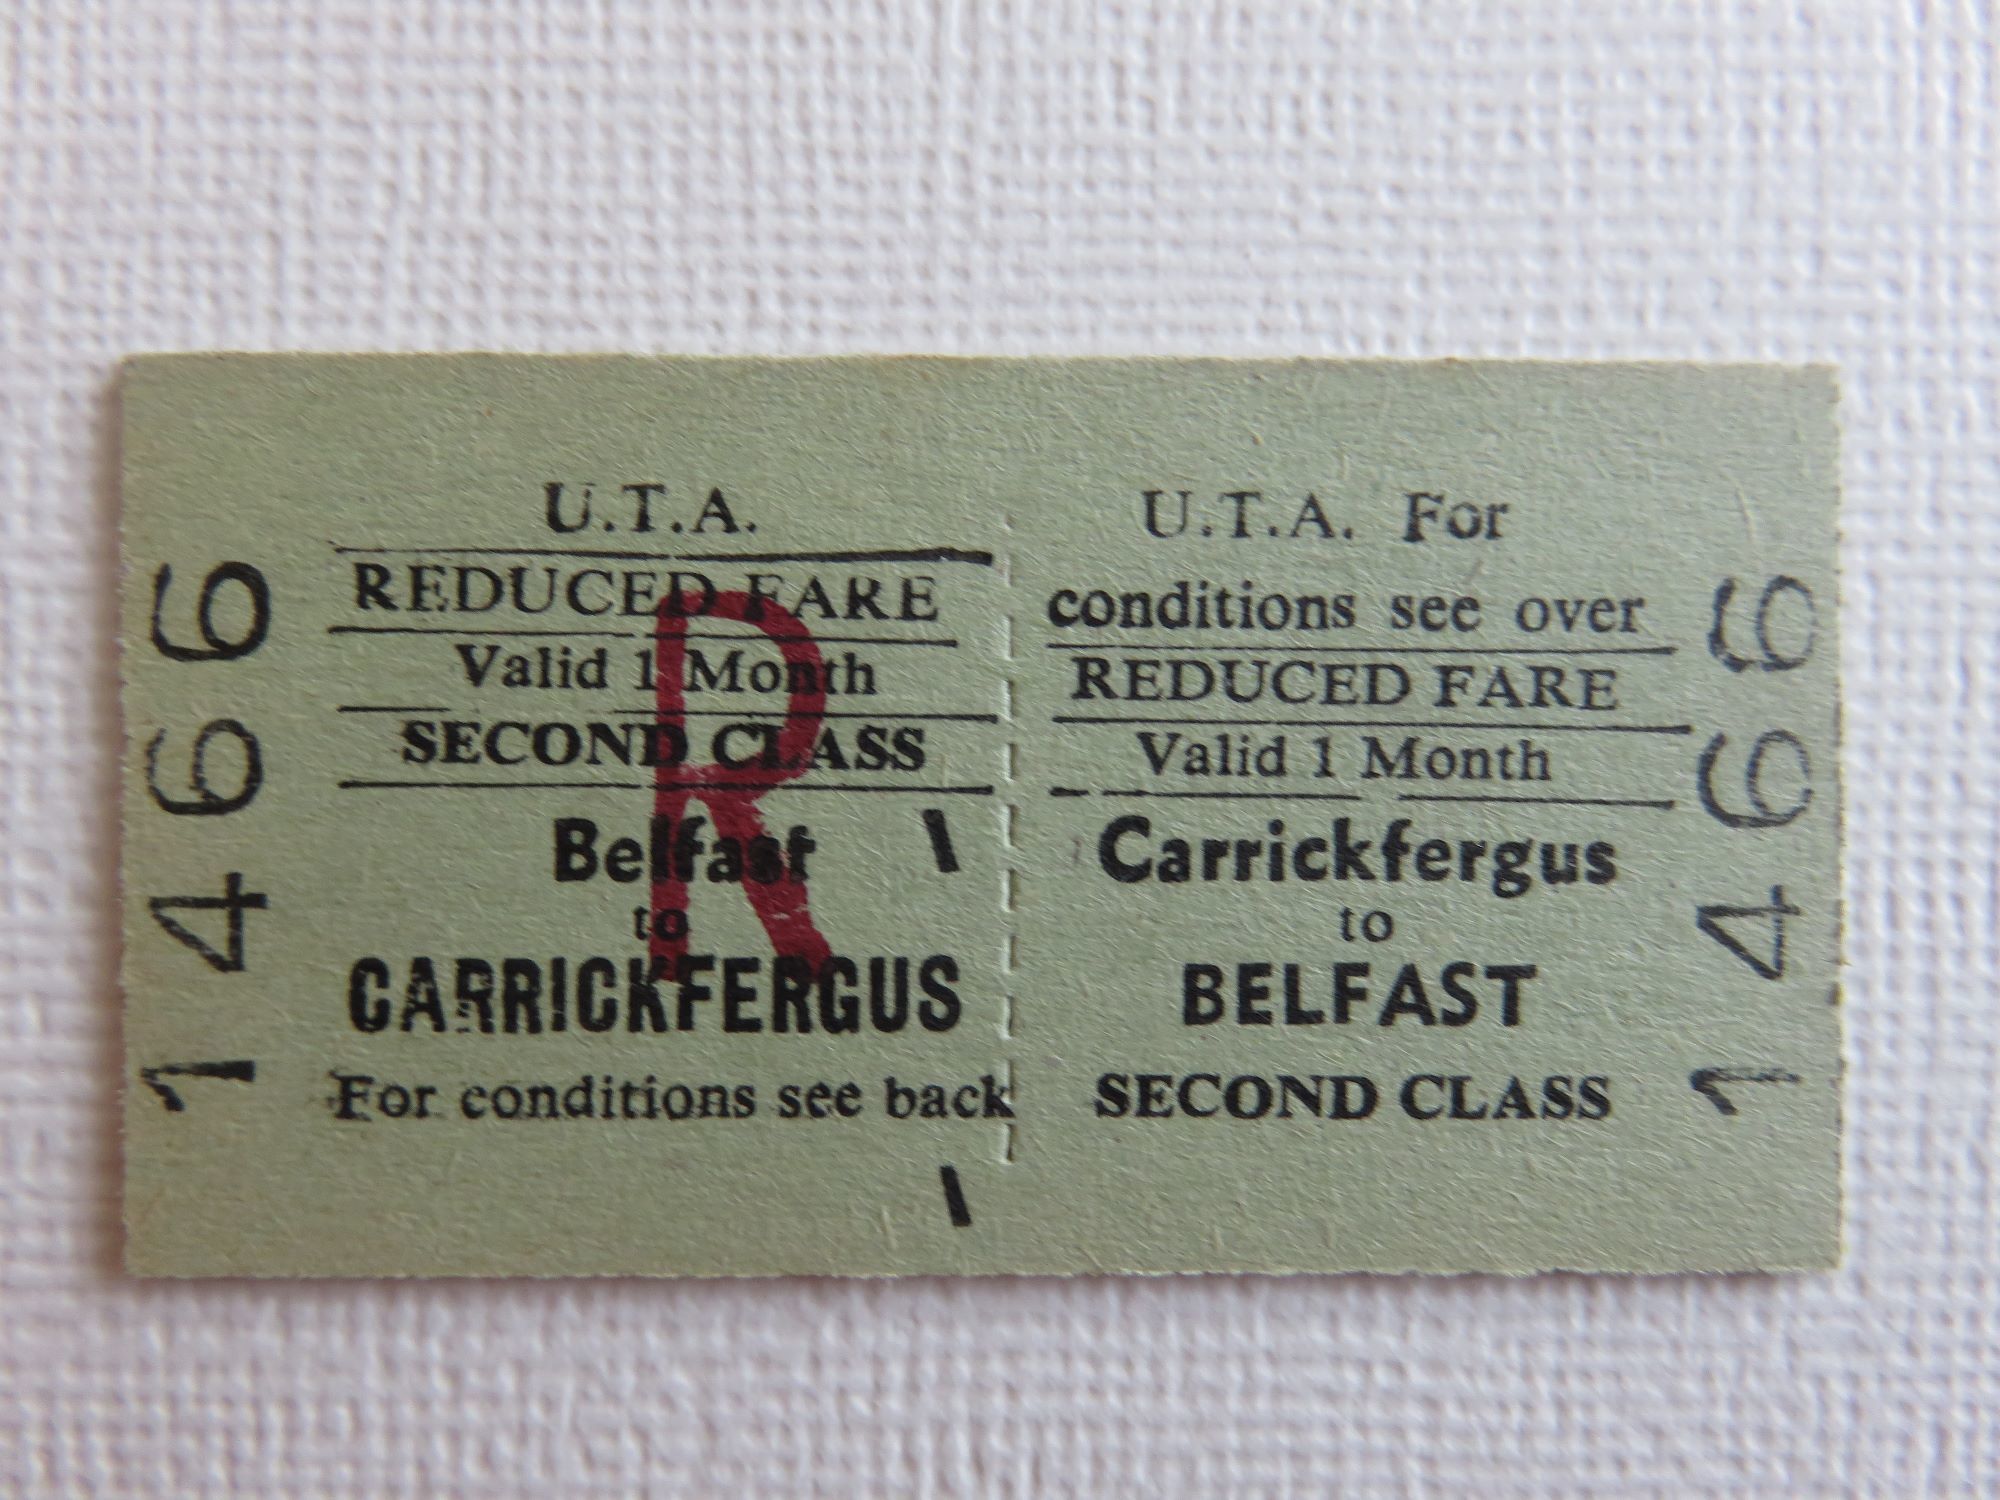 U.T.A.
REDUCED FARE
Valid 1 Month
SECOND CLASS
Belfast
to
CARRICKFERGUS
For conditions see back
R
1466
U.T.A. For
conditions see over
REDUCED FARE
Valid 1 Month
Carrickfergus
to
BELFAST
SECOND CLASS
1466